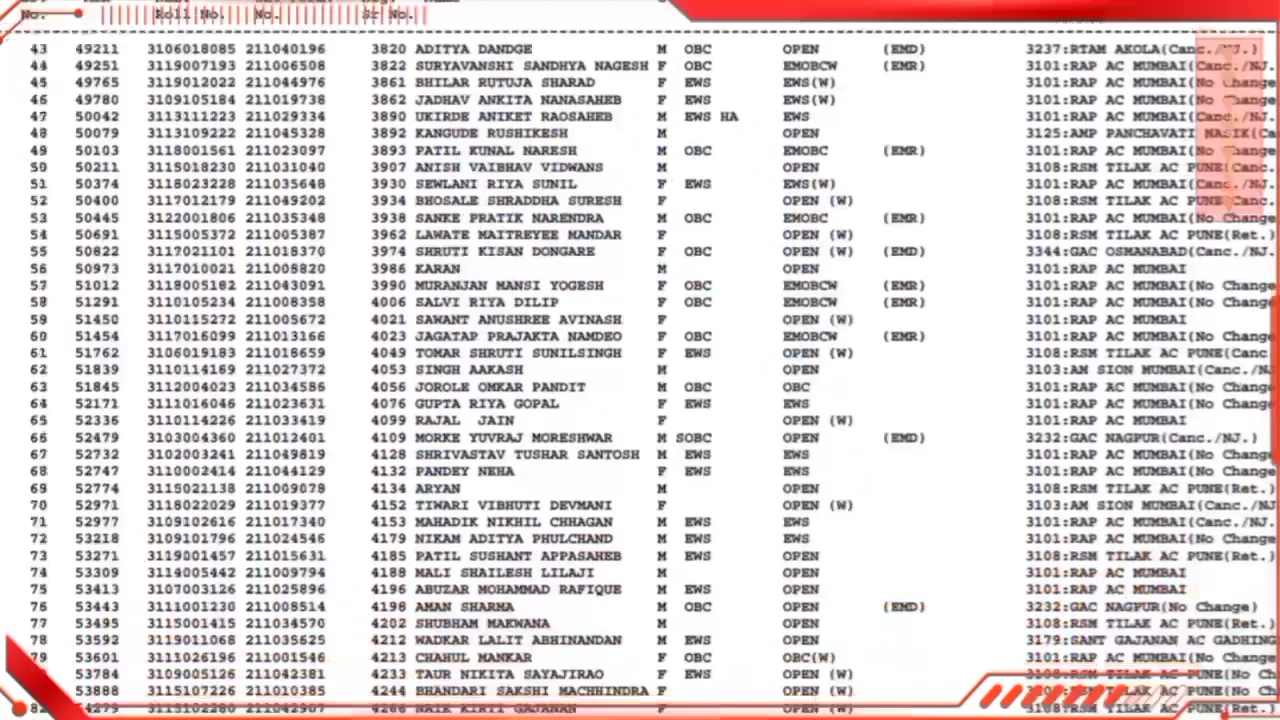 No. Roll No. No. Sr No.
43 49211 3106018085 211040196 3820 ADITYA DANDGE M OBC OPEN (EMD) 3237:RTAM AKOLA(Canc./NJ.)
44 49251 3119007193 211006508 3822 SURYAVANSHI SANDHYA NAGESH F OBC EMOBCW (EMR) 3101:RAP AC MUMBAI(Canc./NJ.
45 49765 3119012022 211044976 3861 BHILAR RUTUJA SHARAD F EWS EWS(W) 3101:RAP AC MUMBAI(No Change
46 49780 3109105184 211019738 3862 JADHAV ANKITA NANASAHEB F EWS EWS(W) 3101:RAP AC MUMBAI(No Change
47 50042 3113111223 211029334 3890 UKIRDE ANIKET RAOSAHEB M EWS HA EWS 3101:RAP AC MUMBAI(No Change
48 50079 3113109222 211045328 3892 KANGUDE RUSHIKESH M OPEN 3125:AMP PANCHAVATI NASIK(Ca
49 50103 3118001561 211023097 3893 PATIL KUNAL NARESH M OBC EMOBC (EMR) 3101:RAP AC MUMBAI(No Change
50 50211 3115018230 211031040 3907 ANISH VAIBHAV VIDWANS M OPEN 3108:RSM TILAK AC PUNE(Canc.
51 50374 3118023228 211035648 3930 SEWLANI RIYA SUNIL F EWS EWS(W) 3101:RAP AC MUMBAI(Canc./NJ.
52 50400 3117012179 211049202 3934 BHOSALE SHRADDHA SURESH F OPEN (W) 3108:RSM TILAK AC PUNE(Canc.
53 50445 3122001806 211035348 3938 SANKE PRATIK NARENDRA M OBC EMOBC (EMR) 3101:RAP AC MUMBAI(No Change
54 50691 3115005372 211005387 3962 LAWATE MAITREYEE MANDAR F OPEN (W) 3108:RSM TILAK AC PUNE(Ret.)
55 50822 3117021101 211018370 3974 SHRUTI KISAN DONGARE F OBC OPEN (W) (EMD) 3344:GAC OSMANABAD(Canc./NJ.
56 50973 3117010021 211008820 3986 KARAN M OPEN 3101:RAP AC MUMBAI
57 51012 3118005182 211043091 3990 MURANJAN MANSI YOGESH F OBC EMOBCW (EMR) 3101:RAP AC MUMBAI(No Change
58 51291 3110105234 211008358 4006 SALVI RIYA DILIP F OBC EMOBCW (EMR) 3101:RAP AC MUMBAI(No Change
59 51450 3110115272 211005672 4021 SAWANT ANUSHREE AVINASH F OPEN (W) 3101:RAP AC MUMBAI
60 51454 3117016099 211013166 4023 JAGATAP PRAJAKTA NAMDEO F OBC EMOBCW (EMR) 3101:RAP AC MUMBAI(No Change
61 51762 3106019183 211018659 4049 TOMAR SHRUTI SUNILSINGH F EWS OPEN (W) 3108:RSM TILAK AC PUNE(Canc
62 51839 3110114169 211027372 4053 SINGH AAKASH M OPEN 3103:AM SION MUMBAI(Canc./N
63 51845 3112004023 211034586 4056 JOROLE OMKAR PANDIT M OBC OBC 3101:RAP AC MUMBAI(No Change
64 52171 3111016046 211023631 4076 GUPTA RIYA GOPAL F EWS EWS 3101:RAP AC MUMBAI(No Change
65 52336 3110114226 211033419 4099 RAJAL JAIN F OPEN (W) 3101:RAP AC MUMBAI
66 52479 3103004360 211012401 4109 MORKE YUVRAJ MORESHWAR M SOBC OPEN (EMD) 3232:GAC NAGPUR(Canc./NJ.)
67 52732 3102003241 211049819 4128 SHRIVASTAV TUSHAR SANTOSH M EWS EWS 3101:RAP AC MUMBAI(No Change
68 52747 3110002414 211044129 4132 PANDEY NEHA F EWS EWS 3101:RAP AC MUMBAI(No Change
69 52774 3115021138 211009078 4134 ARYAN M OPEN 3108:RSM TILAK AC PUNE(Ret.)
70 52971 3118022029 211019377 4152 TIWARI VIBHUTI DEVMANI F OPEN (W) 3103:AM SION MUMBAI(Canc./NJ
71 52977 3109102616 211017340 4153 MAHADIK NIKHIL CHHAGAN M EWS EWS 3101:RAP AC MUMBAI(Canc./NJ.
72 53218 3109101796 211024546 4179 NIKAM ADITYA PHULCHAND M EWS EWS 3101:RAP AC MUMBAI(No Change
73 53271 3119001457 211015631 4185 PATIL SUSHANT APPASAHEB M EWS OPEN 3108:RSM TILAK AC PUNE(Ret.)
74 53309 3114005442 211009794 4188 MALI SHAILESH LILAJI M OPEN 3101:RAP AC MUMBAI
75 53413 3107003126 211025896 4196 ABUZAR MOHAMMAD RAFIQUE M EWS OPEN 3101:RAP AC MUMBAI
76 53443 3111001230 211008514 4198 AMAN SHARMA M OBC OPEN (EMD) 3232:GAC NAGPUR(No Change)
77 53495 3115001415 211034570 4202 SHUBHAM MAKWANA M OPEN 3108:RSM TILAK AC PUNE(Ret.)
78 53592 3119011068 211035625 4212 WADKAR LALIT ABHINANDAN M EWS OPEN 3179:SANT GAJANAN AC GADHING
79 53601 3111026196 211001546 4213 CHAHUL MANKAR F OBC OBC(W) 3101:RAP AC MUMBAI(No Change
53784 3109005126 211042381 4233 TAUR NIKITA SAYAJIRAO F EWS OPEN (W) TILAK AC PUNE(No Ch
53888 3115107226 211010385 4244 BHANDARI SAKSHI MACHHINDRA F OPEN (W) TILAK AC
NAIK KIRTI GAJANAN F OPEN (W) 3108:RSM TILAK AC PUNE(Ret.)